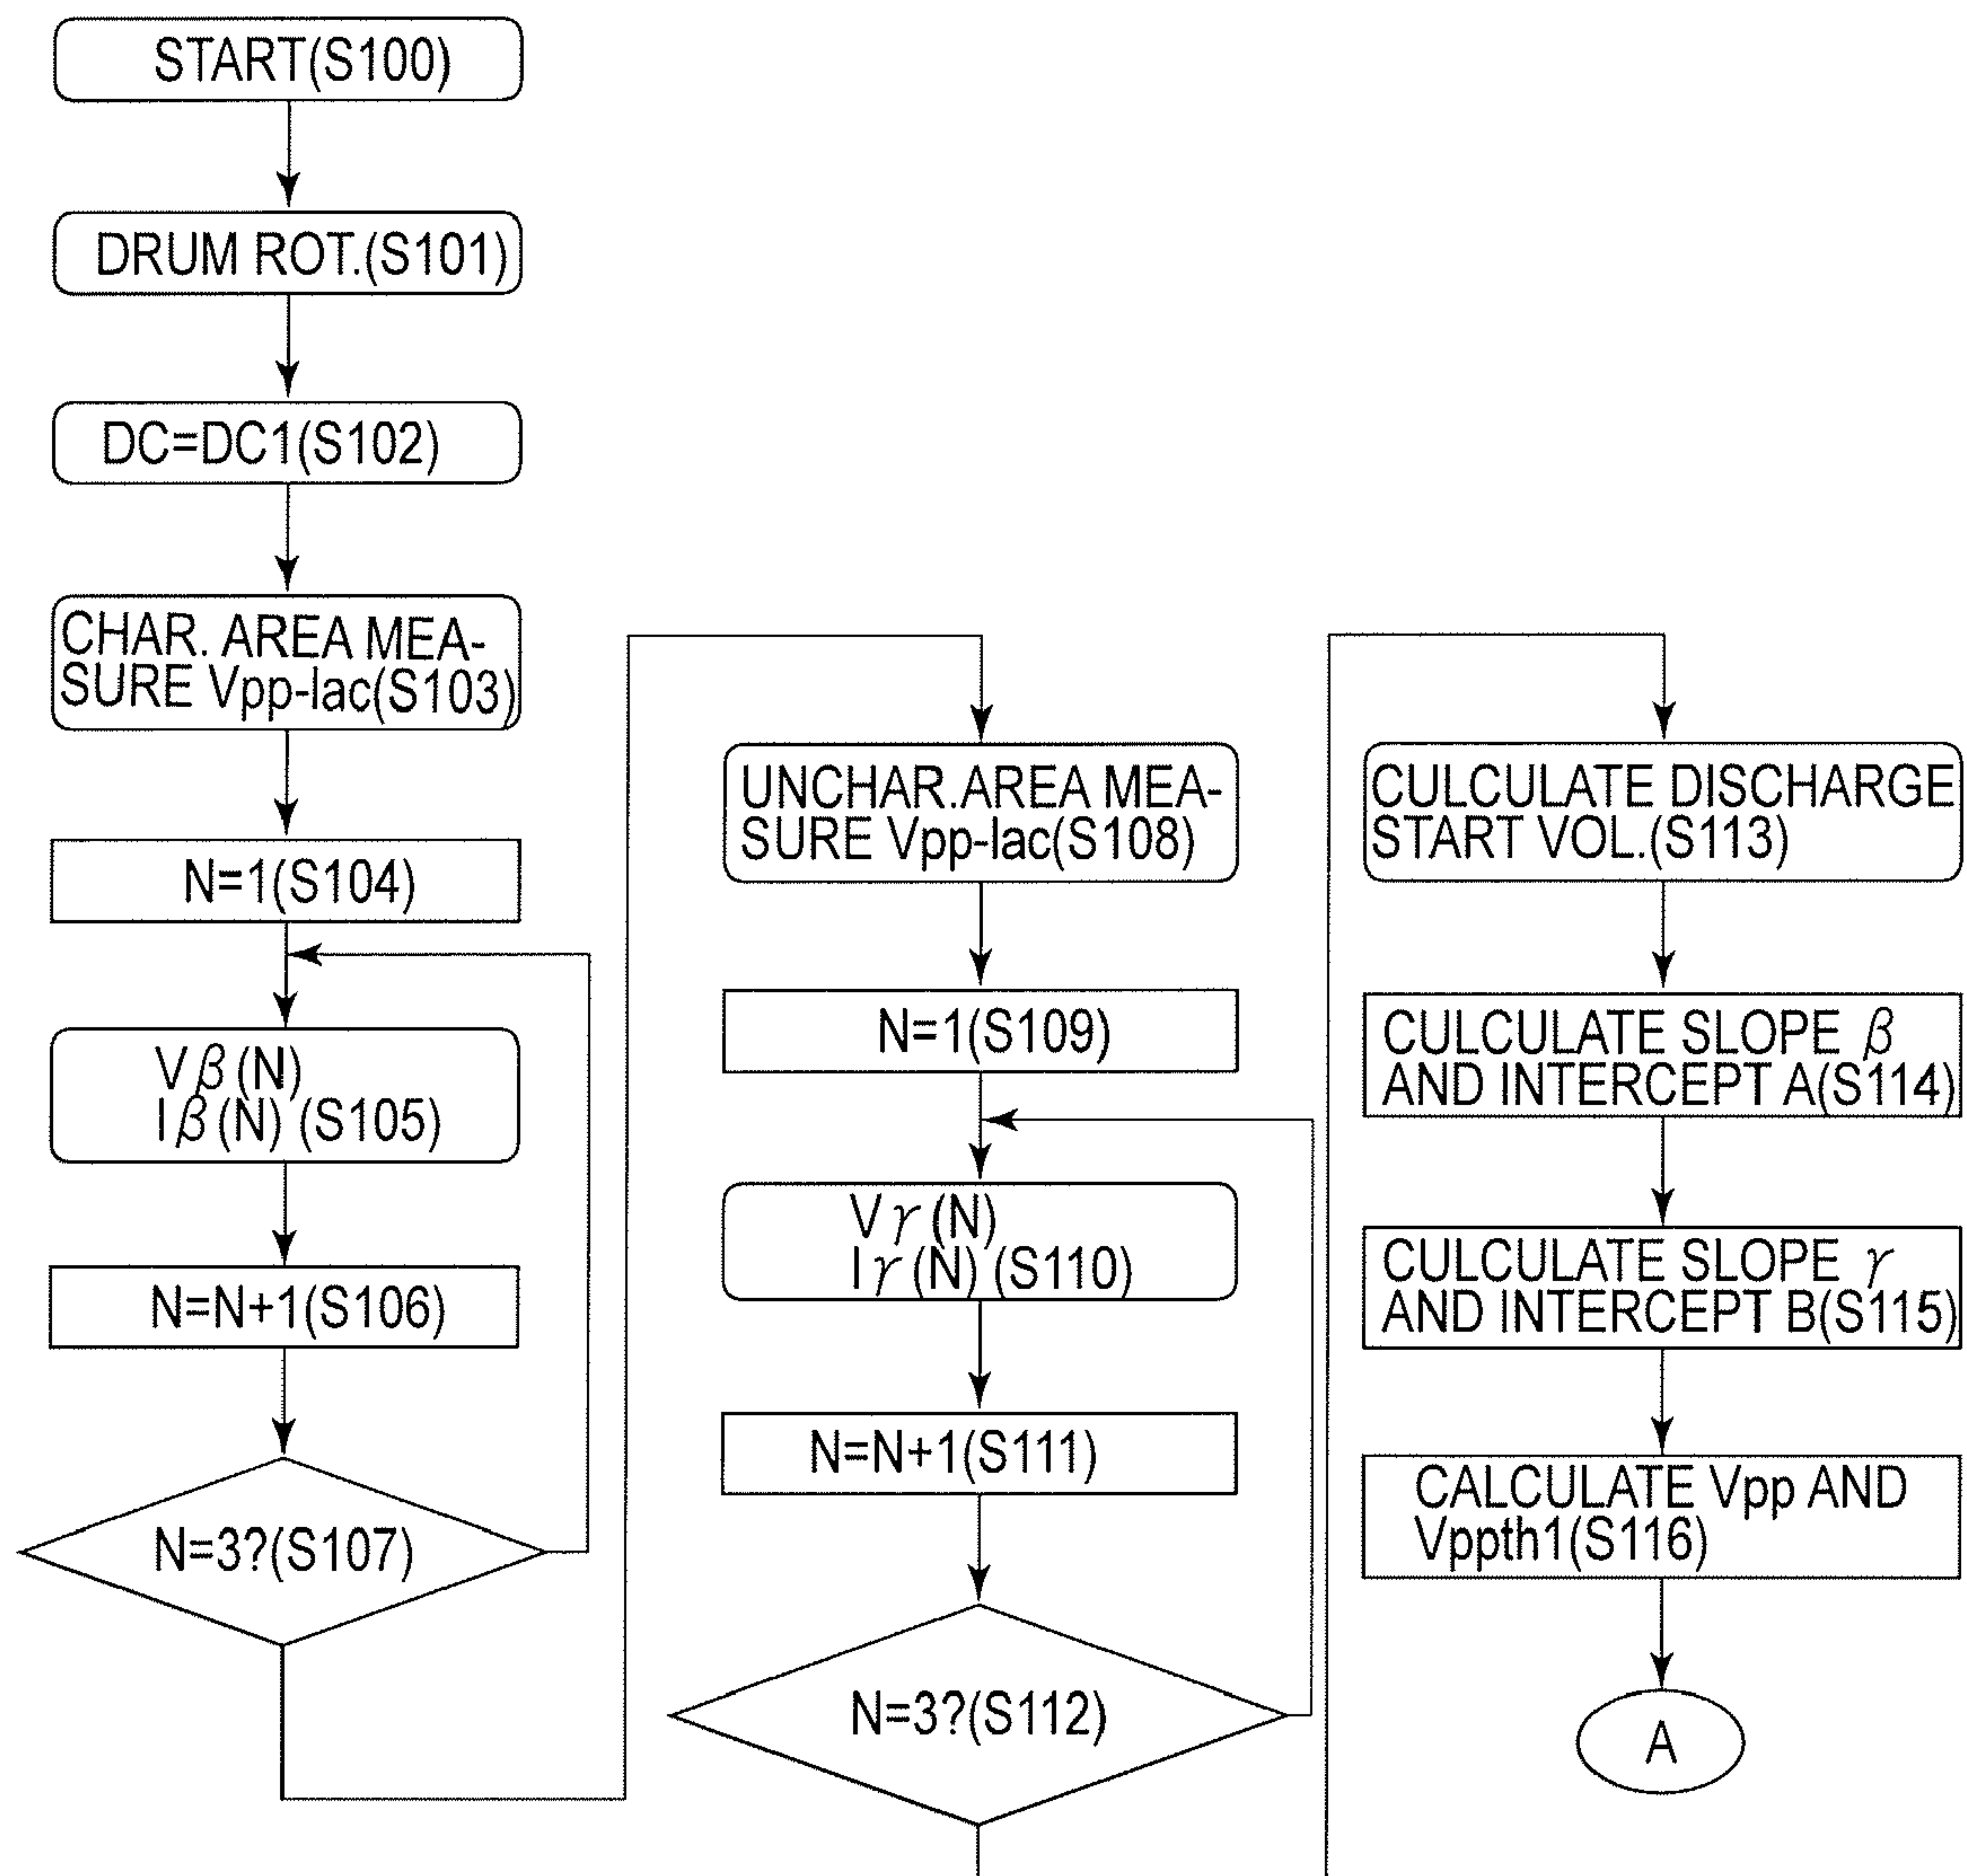 START(S100)
DRUM ROT.(S101)
DC=DC1(S102)
CHAR. AREA MEA-
SURE Vpp-Iac(S103)
N=1(S104)
Vβ(N)
Iβ(N) (S105)
N=N+1(S106)
N=3?(S107)
UNCHAR.AREA MEA-
SURE Vpp-Iac(S108)
N=1(S109)
Vγ(N)
Iγ(N) (S110)
N=N+1(S111)
N=3?(S112)
CULCULATE DISCHARGE
START VOL.(S113)
CULCULATE SLOPE β
AND INTERCEPT A(S114)
CULCULATE SLOPE γ
AND INTERCEPT B(S115)
CALCULATE Vpp AND
Vppth1(S116)
A